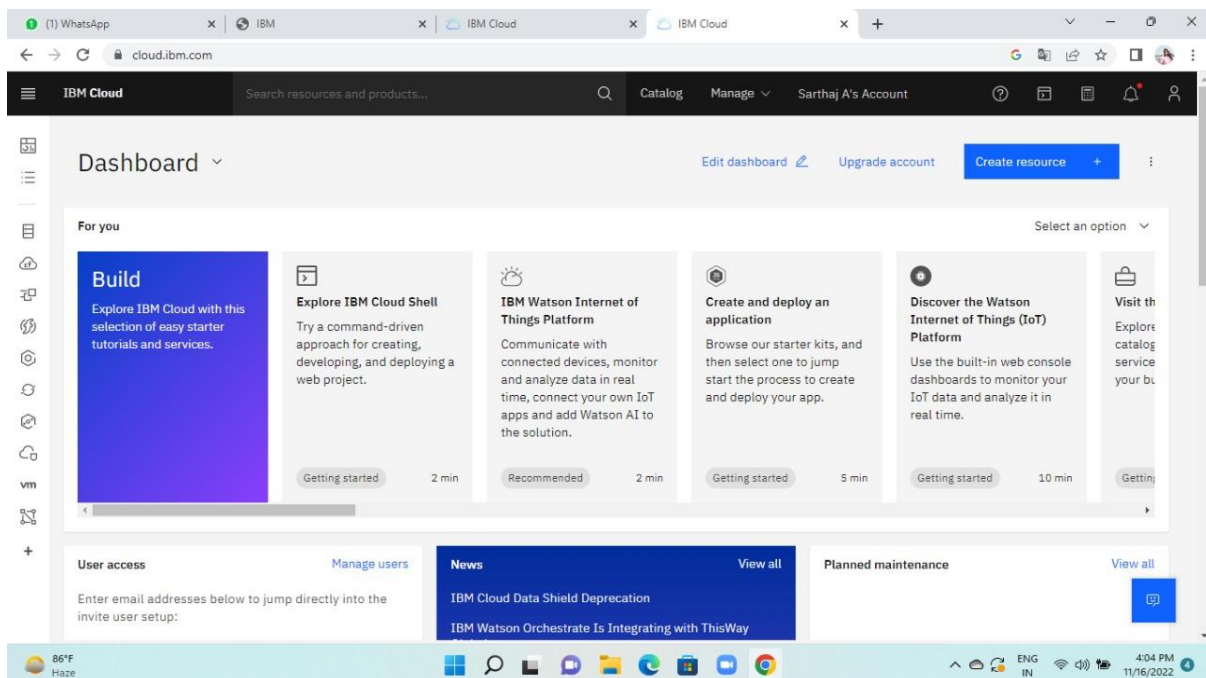 (1) WhatsApp
IBM
IBM Cloud
IBM Cloud
cloud.ibm.com
IBM Cloud
Search resources and products...
Catalog
Manage
Sarthaj A's Account
Dashboard
Edit dashboard
Upgrade account
Create resource +
For you
Select an option
Build
Explore IBM Cloud with this
selection of easy starter
tutorials and services.
Explore IBM Cloud Shell
Try a command-driven
approach for creating,
developing, and deploying a
web project.
Getting started
2 min
IBM Watson Internet of
Things Platform
Communicate with
connected devices, monitor
and analyze data in real
time, connect your own IoT
apps and add Watson AI to
the solution.
Recommended
2 min
Create and deploy an
application
Browse our starter kits, and
then select one to jump
start the process to create
and deploy your app.
Getting started
5 min
Discover the Watson
Internet of Things (IoT)
Platform
Use the built-in web console
dashboards to monitor your
IoT data and analyze it in
real time.
Getting started
10 min
Visit th
Explore
catalog
service
your bu
Getting
vm
User access
Manage users
Enter email addresses below to jump directly into the
invite user setup:
News
View all
IBM Cloud Data Shield Deprecation
IBM Watson Orchestrate Is Integrating with ThisWay
Planned maintenance
View all
86°F
Haze
ENG
IN
4:04 PM
11/16/2022
4